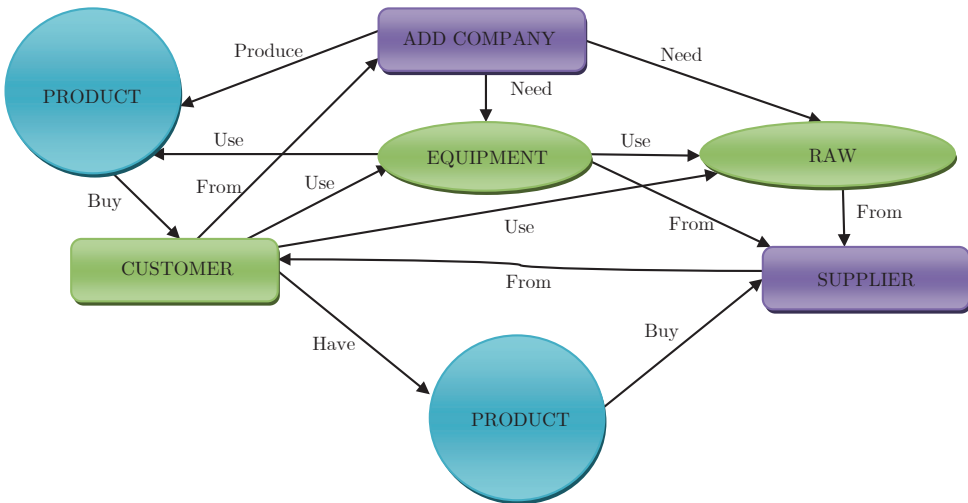 ADD COMPANY
Produce
Need
Need
PRODUCT
Use
EQUIPMENT
Use
RAW
Buy
From
Use
From
From
Use
CUSTOMER
From
SUPPLIER
Have
Buy
PRODUCT